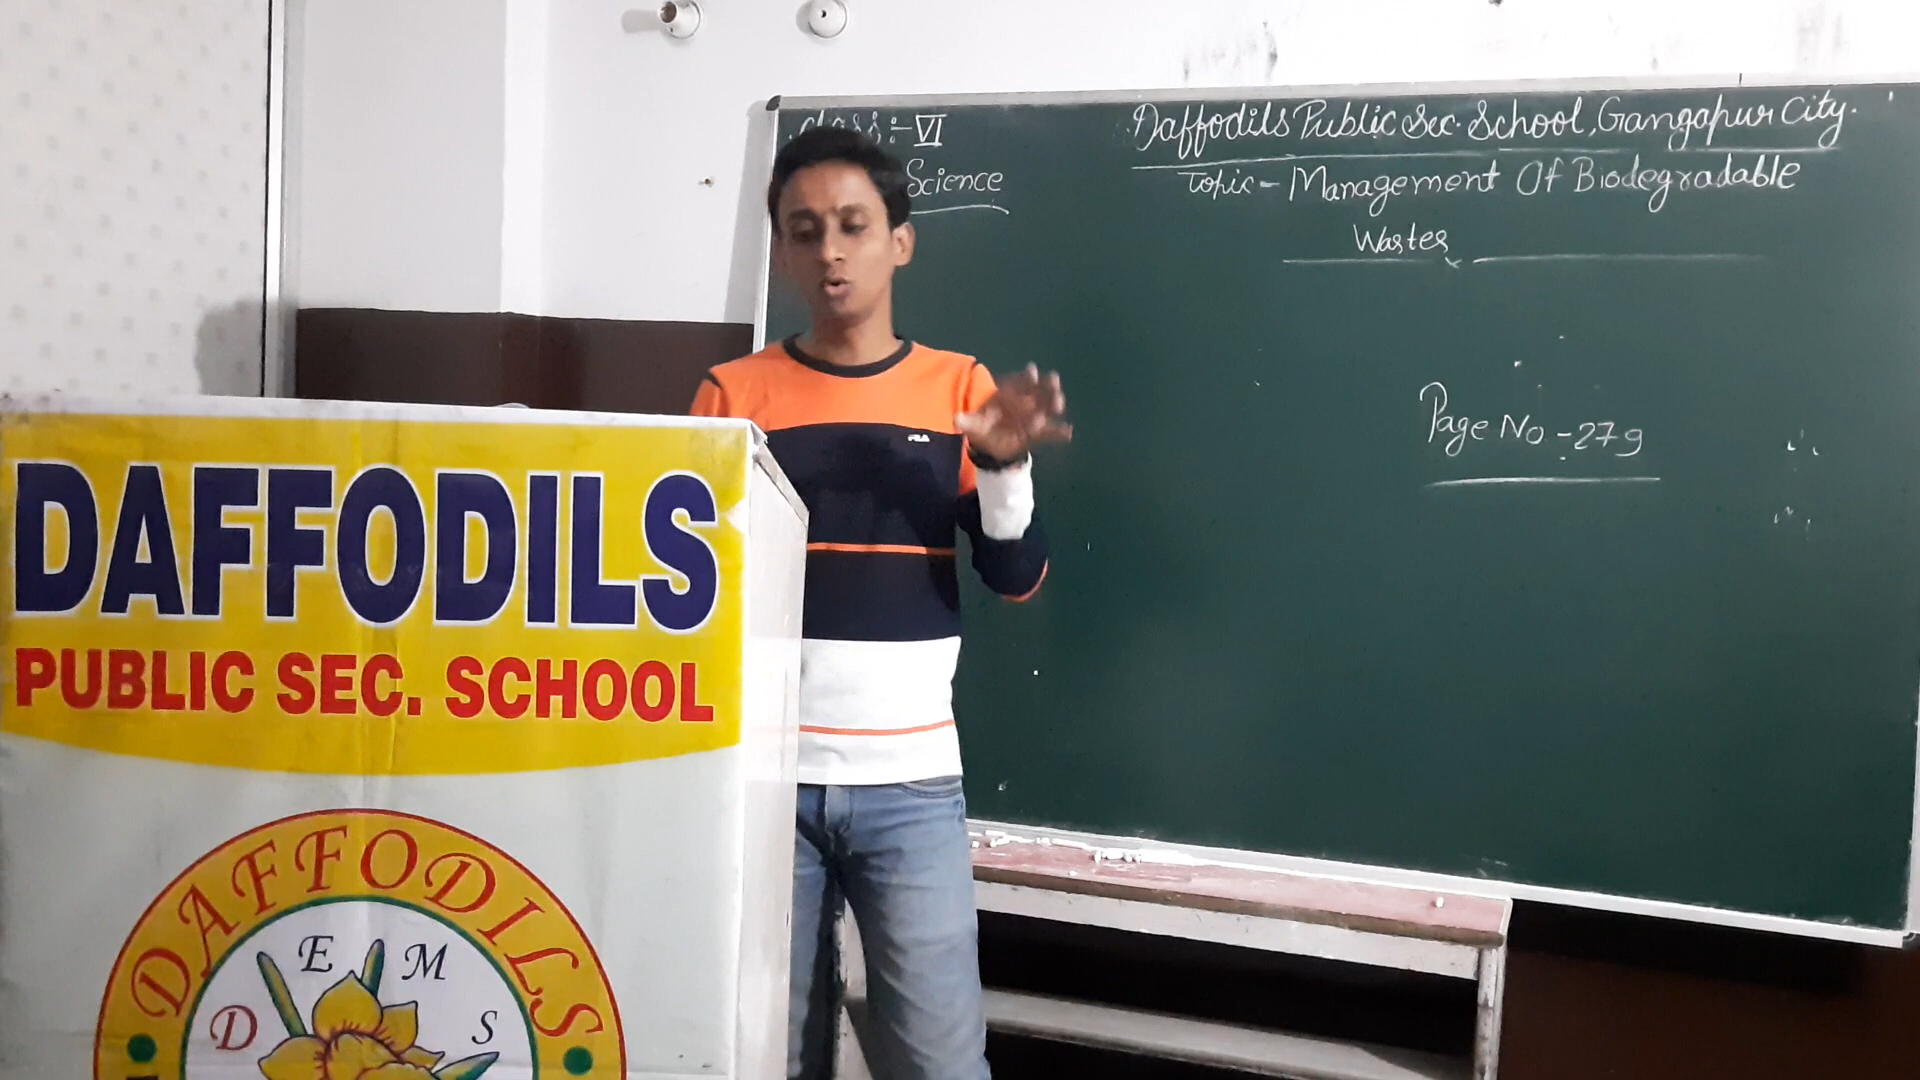 Class:-VI
Science
Daffodils Public Sec. School, Gangapur City.
Topic - Management Of Biodegradable
Wastes
Page No - 279
FILA
DAFFODILS
PUBLIC SEC. SCHOOL
DAFFODILS
D E M S